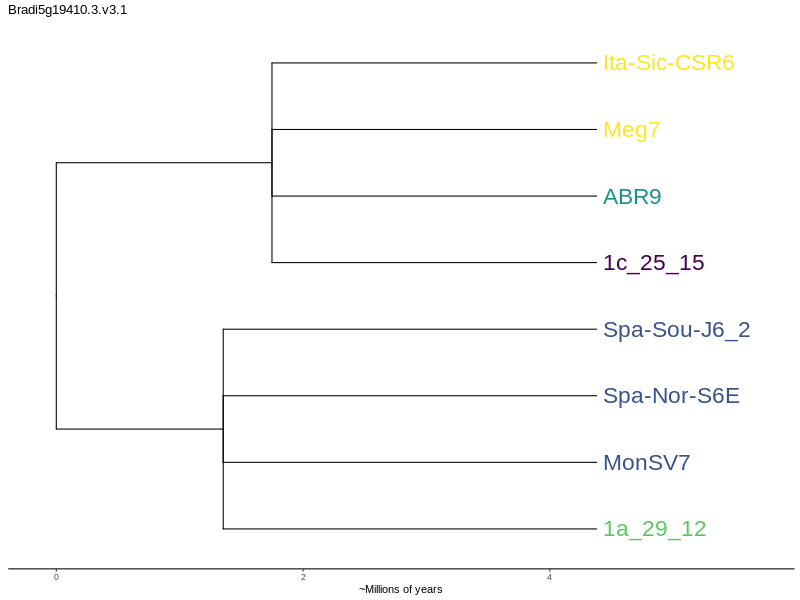 Bradi5g19410.3.v3.1
Ita-Sic-CSR6
Meg7
ABR9
1c_25_15
Spa-Sou-J6_2
Spa-Nor-S6E
MonSV7
1a_29_12
0 2 4
~Millions of years